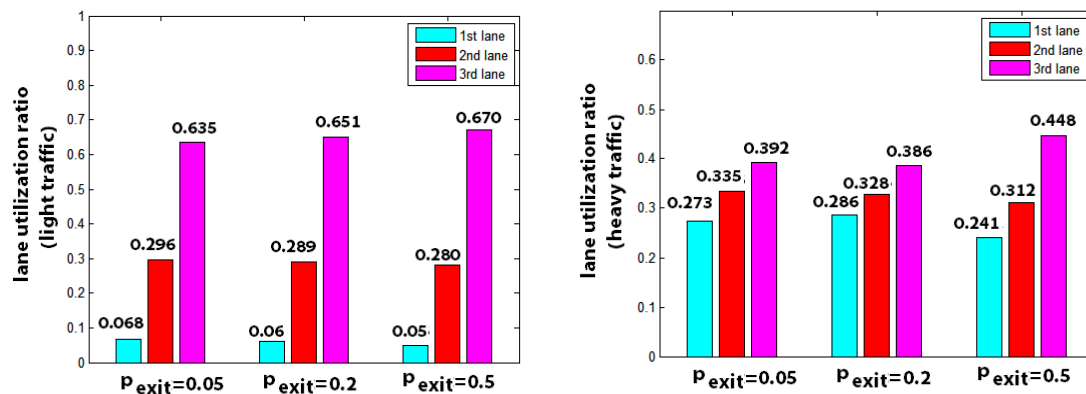 lane utilization ratio
(light traffic)
1
0.9
0.8
0.7
0.6
0.5
0.4
0.3
0.2
0.1
0
1st lane
2nd lane
3rd lane
0.068
0.296
0.635
0.06
0.289
0.651
0.05
0.280
0.670
p exit=0.05
p exit=0.2
p exit=0.5
lane utilization ratio
(heavy traffic)
0.6
0.5
0.4
0.3
0.2
0.1
0
1st lane
2nd lane
3rd lane
0.273
0.335
0.392
0.286
0.328
0.386
0.241
0.312
0.448
p exit=0.05
p exit=0.2
p exit=0.5